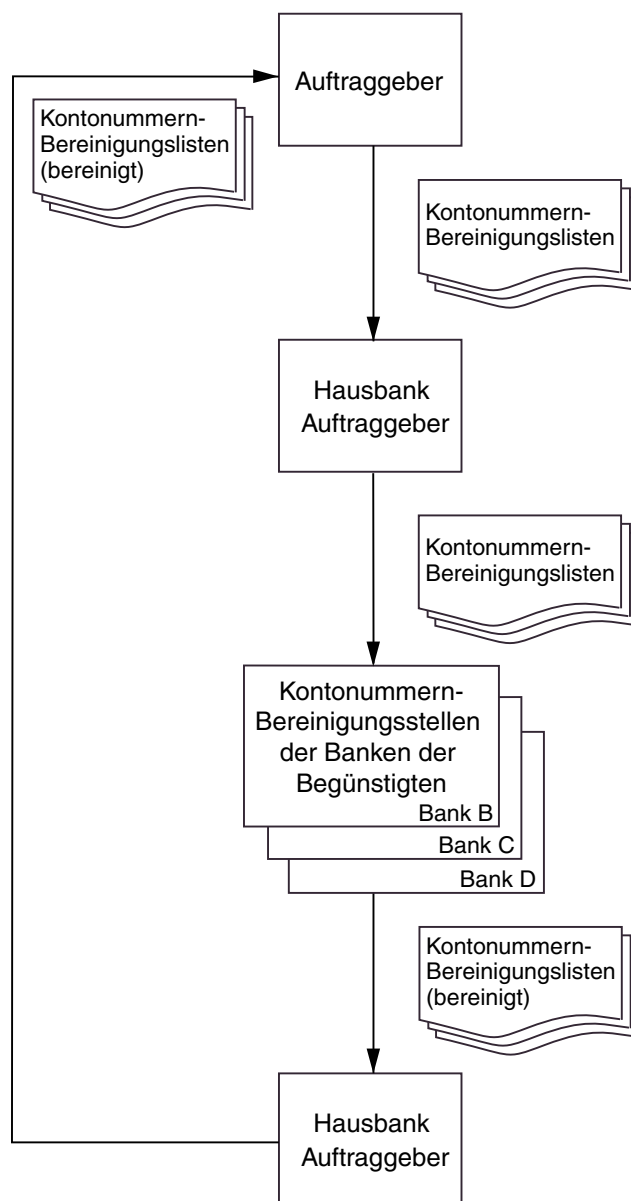 Auftraggeber
Kontonummern-
Bereinigungslisten
(bereinigt)
Kontonummern-
Bereinigungslisten
Hausbank
Auftraggeber
Kontonummern-
Bereinigungslisten
Kontonummern-
Bereinigungsstellen
der Banken der
Begünstigten
Bank B
Bank C
Bank D
Kontonummern-
Bereinigungslisten
(bereinigt)
Hausbank
Auftraggeber